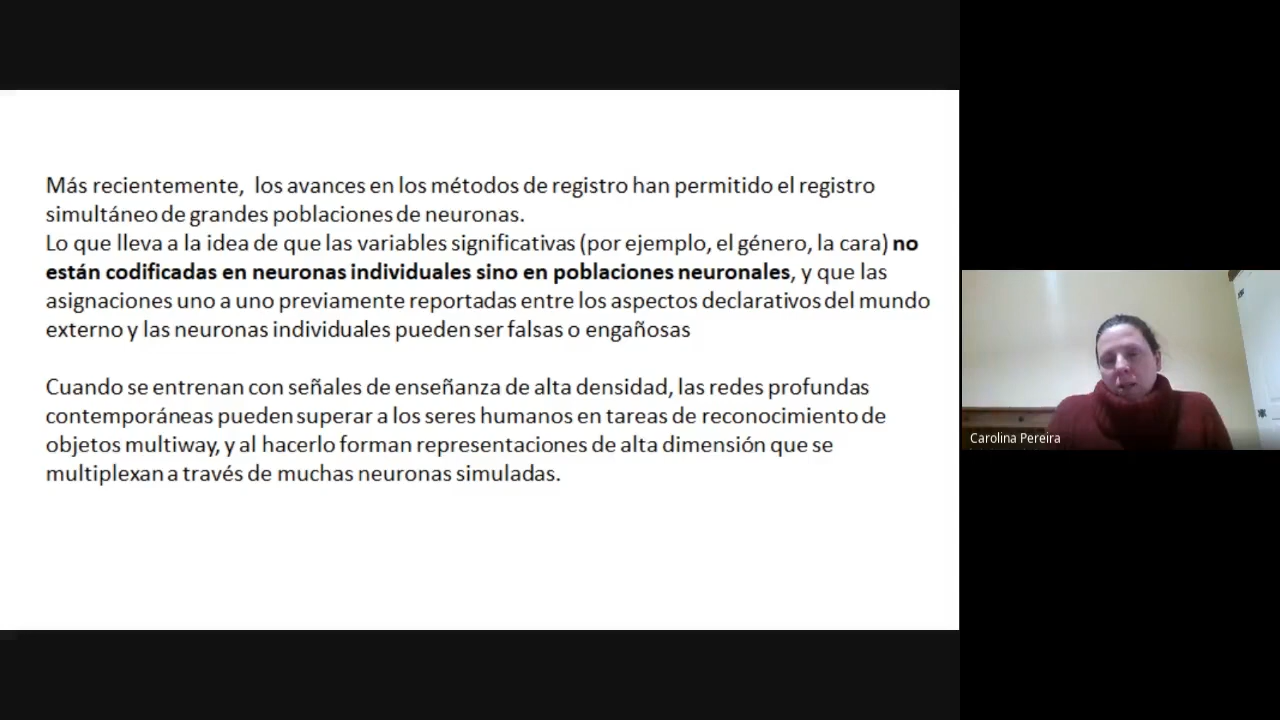 Más recientemente, los avances en los métodos de registro han permitido el registro
simultáneo de grandes poblaciones de neuronas.
Lo que lleva a la idea de que las variables significativas (por ejemplo, el género, la cara) no
están codificadas en neuronas individuales sino en poblaciones neuronales, y que las
asignaciones uno a uno previamente reportadas entre los aspectos declarativos del mundo
externo y las neuronas individuales pueden ser falsas o engañosas
Cuando se entrenan con señales de enseñanza de alta densidad, las redes profundas
contemporáneas pueden superar a los seres humanos en tareas de reconocimiento de
objetos multiway, y al hacerlo forman representaciones de alta dimensión que se
multiplexan a través de muchas neuronas simuladas.
Carolina Pereira